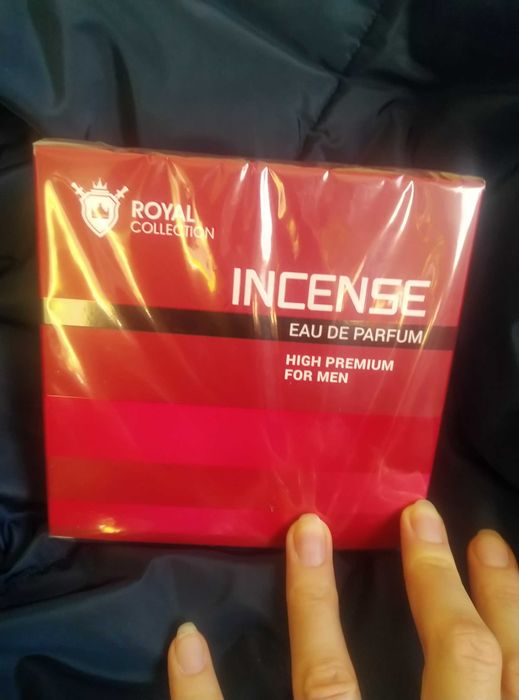 ROYAL
COLLECTION
INCENSE
EAU DE PARFUM
HIGH PREMIUM
FOR MEN